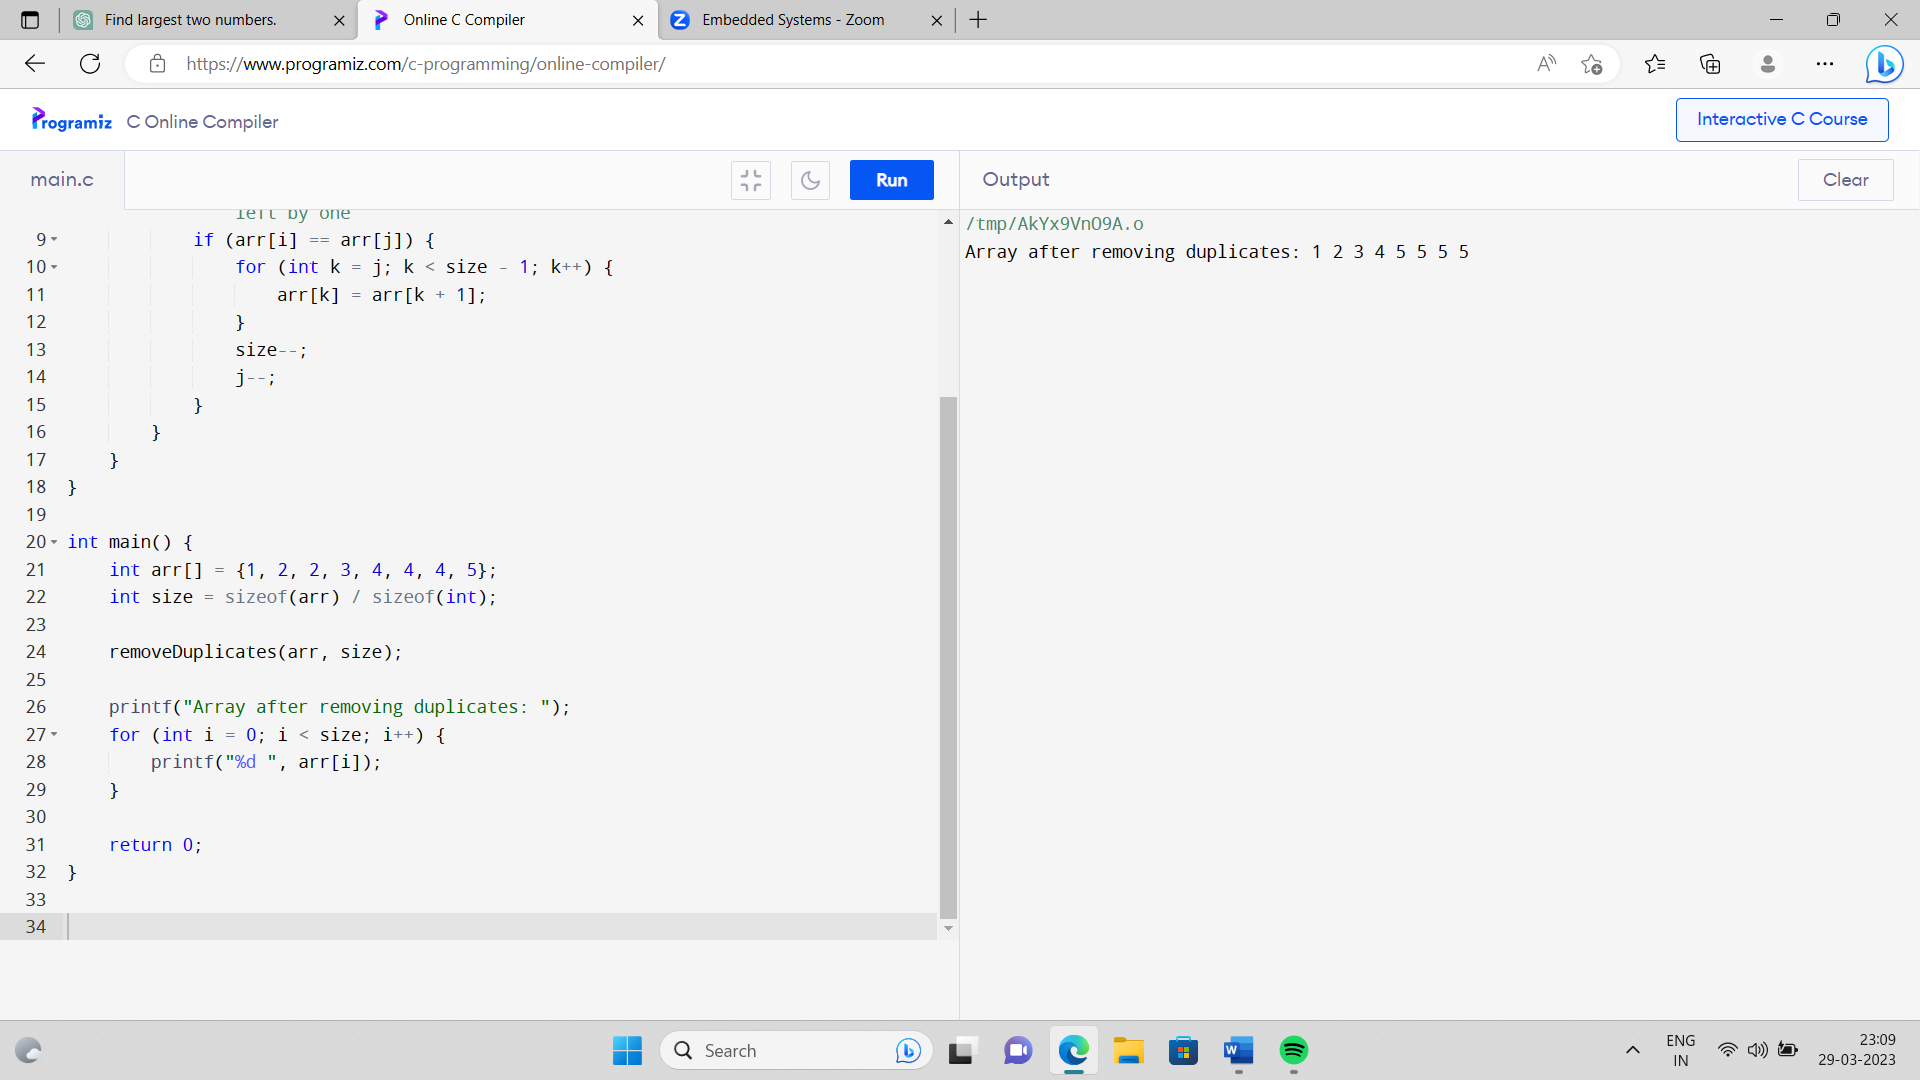 Find largest two numbers.
Online C Compiler
Embedded Systems - Zoom
https://www.programiz.com/c-programming/online-compiler/
Programiz C Online Compiler
Interactive C Course
main.c
Run
Output
Clear
left by one
9 if (arr[i] == arr[j]) {
10 for (int k = j; k < size - 1; k++) {
11 arr[k] = arr[k + 1];
12 }
13 size--;
14 j--;
15 }
16 }
17 }
18 }
19
20 int main() {
21 int arr[] = {1, 2, 2, 3, 4, 4, 4, 5};
22 int size = sizeof(arr) / sizeof(int);
23
24 removeDuplicates(arr, size);
25
26 printf("Array after removing duplicates: ");
27 for (int i = 0; i < size; i++) {
28 printf("%d ", arr[i]);
29 }
30
31 return 0;
32 }
33
34
/tmp/AkYx9VnO9A.o
Array after removing duplicates: 1 2 3 4 5 5 5 5
Search
ENG
IN
23:09
29-03-2023